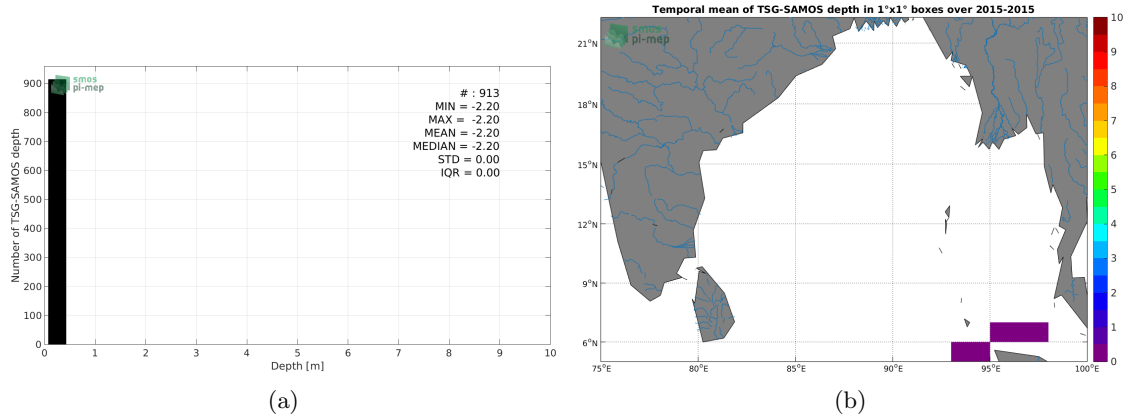 smos
pi-mep
# : 913
MIN = -2.20
MAX = -2.20
MEAN = -2.20
MEDIAN = -2.20
STD = 0.00
IQR = 0.00
900
800
700
600
500
400
300
200
100
0
Number of TSG-SAMOS depth
0 1 2 3 4 5 6 7 8 9 10
Depth [m]
(a)
Temporal mean of TSG-SAMOS depth in 1°x1° boxes over 2015-2015
smos
pi-mep
21°N
18°N
15°N
12°N
9°N
6°N
75°E 80°E 85°E 90°E 95°E 100°E
10
9
8
7
6
5
4
3
2
1
0
(b)